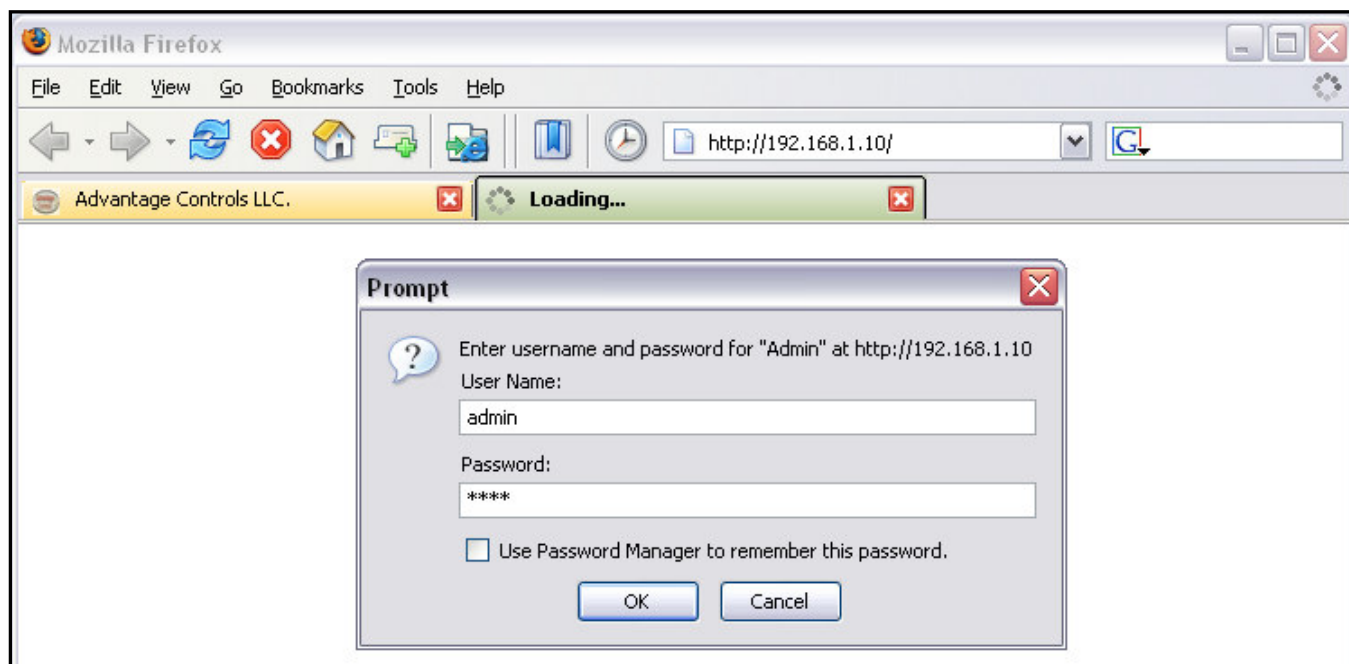 Mozilla Firefox
File Edit View Go Bookmarks Tools Help
http://192.168.1.10/ G
Advantage Controls LLC. Loading...
Prompt
? Enter username and password for "Admin" at http://192.168.1.10
User Name:
admin
Password:
****
Use Password Manager to remember this password.
OK Cancel